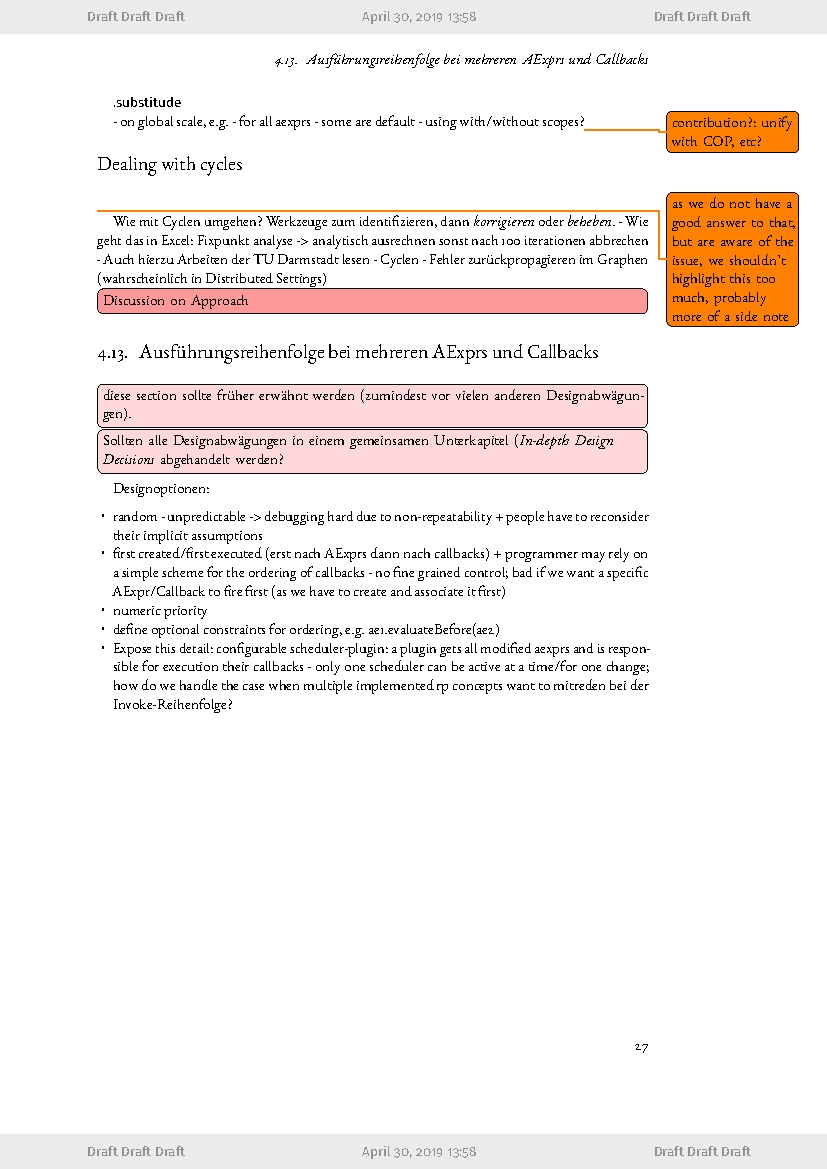 Draft Draft Draft April 30, 2019 13:58 Draft Draft Draft
4.13. Ausführungsreihenfolge bei mehreren AExprs und Callbacks
.substitude
- on global scale, e.g. - for all aexprs - some are default - using with/without scopes?
contribution?: unify
with COP, etc?
Dealing with cycles
Wie mit Cyclen umgehen? Werkzeuge zum identifizieren, dann korrigieren oder beheben. - Wie
geht das in Excel: Fixpunkt analyse -> analytisch ausrechnen sonst nach 100 iterationen abbrechen
- Auch hierzu Arbeiten der TU Darmstadt lesen - Cyclen - Fehler zurückpropagieren im Graphen
(wahrscheinlich in Distributed Settings)
as we do not have a
good answer to that,
but are aware of the
issue, we shouldn't
highlight this too
much, probably
more of a side note
Discussion on Approach
4.13. Ausführungsreihenfolge bei mehreren AExprs und Callbacks
diese section sollte früher erwähnt werden (zumindest vor vielen anderen Designabwägun-
gen).
Sollten alle Designabwägungen in einem gemeinsamen Unterkapitel (In-depth Design
Decisions abgehandelt werden?
Designoptionen:
• random - unpredictable -> debugging hard due to non-repeatability + people have to reconsider
their implicit assumptions
• first created/first executed (erst nach AExprs dann nach callbacks) + programmer may rely on
a simple scheme for the ordering of callbacks - no fine grained control; bad if we want a specific
AExpr/Callback to fire first (as we have to create and associate it first)
• numeric priority
• define optional constraints for ordering, e.g. ae1.evaluateBefore(ae2)
• Expose this detail: configurable scheduler-plugin: a plugin gets all modified aexprs and is respon-
sible for execution their callbacks - only one scheduler can be active at a time/for one change;
how do we handle the case when multiple implemented rp concepts want to mitreden bei der
Invoke-Reihenfolge?
27
Draft Draft Draft April 30, 2019 13:58 Draft Draft Draft